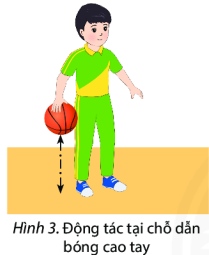 Hình 3. Động tác tại chỗ dẫn
bóng cao tay